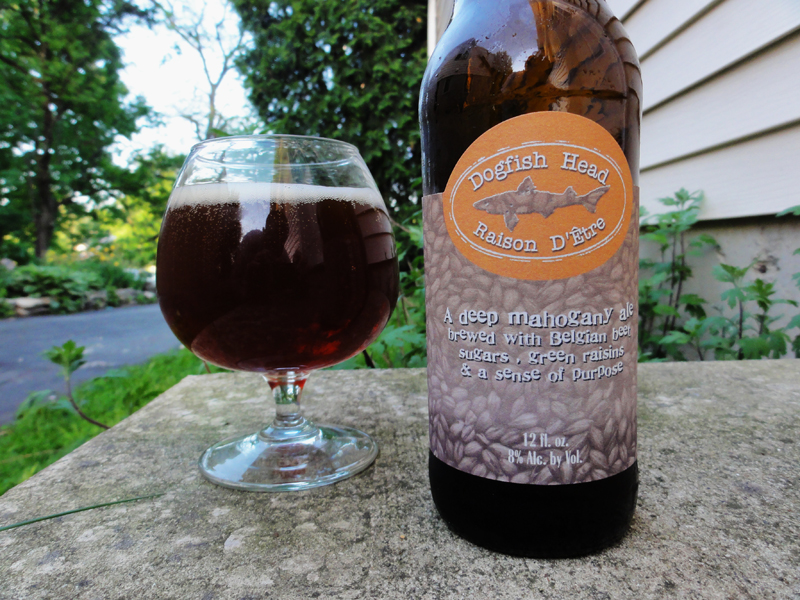 Dogfish Head
Raison D'Être
A deep mahogany ale
brewed with Belgian beet
sugars, green raisins
& a sense of purpose
12 fl. oz.
8% Alc. by Vol.